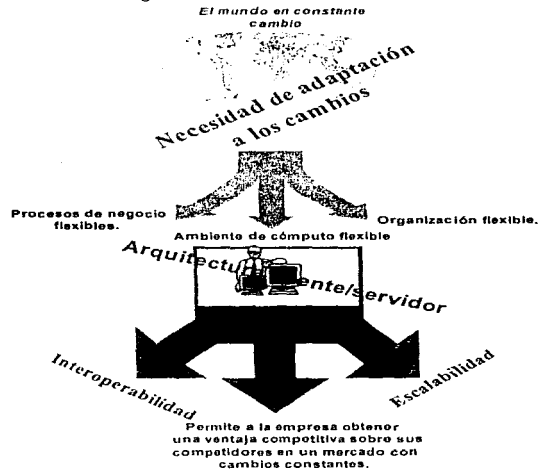 El mundo en constante
cambio
Necesidad de adaptación
a los cambios
Procesos de negocio
flexibles.
Organización flexible.
Ambiente de cómputo flexible
ente/servidor
Interoperabilidad
Escalabilidad
Permite a la empresa obtener
una ventaja competitiva sobre sus
competidores en un mercado con
cambios constantes.